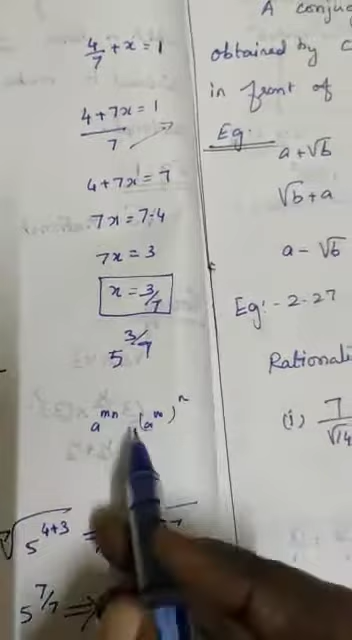 4/7 + x = 1
4 + 7x / 7 = 1
4 + 7x = 7
7x = 7-4
7x = 3
x = 3/7
5^3/7
a^mn = (a^m)^n
√5^4+3 =
5^7/7 ⇒
A conju
obtained by c
in front of
Eg:
a + √b
√b + a
a - √b
Eg: - 2.27
Rationali
(i) 7/√14